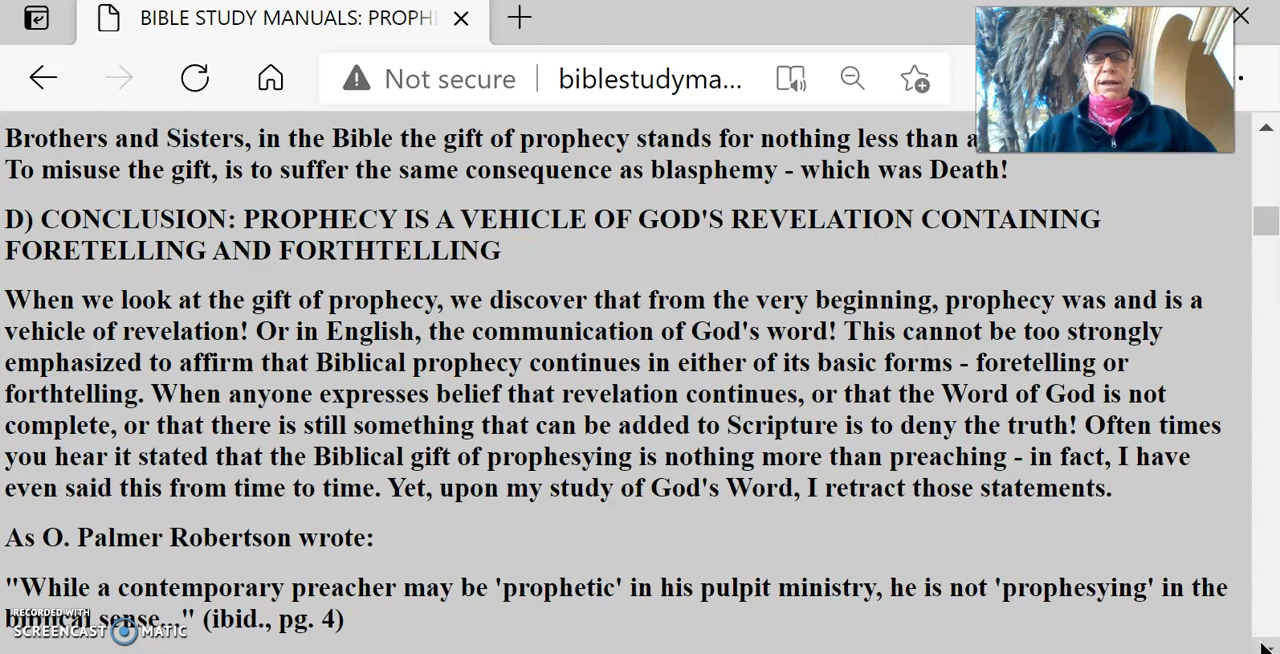 BIBLE STUDY MANUALS: PROPHI
Not secure
biblestudyma...
Brothers and Sisters, in the Bible the gift of prophecy stands for nothing less than a
To misuse the gift, is to suffer the same consequence as blasphemy - which was Death!
D) CONCLUSION: PROPHECY IS A VEHICLE OF GOD'S REVELATION CONTAINING
FORETELLING AND FORTHTELLING
When we look at the gift of prophecy, we discover that from the very beginning, prophecy was and is a
vehicle of revelation! Or in English, the communication of God's word! This cannot be too strongly
emphasized to affirm that Biblical prophecy continues in either of its basic forms - foretelling or
forthtelling. When anyone expresses belief that revelation continues, or that the Word of God is not
complete, or that there is still something that can be added to Scripture is to deny the truth! Often times
you hear it stated that the Biblical gift of prophesying is nothing more than preaching - in fact, I have
even said this from time to time. Yet, upon my study of God's Word, I retract those statements.
As O. Palmer Robertson wrote:
"While a contemporary preacher may be 'prophetic' in his pulpit ministry, he is not 'prophesying' in the
biblical sense..." (ibid., pg. 4)
RECORDED WITH
SCREENCAST MATIC